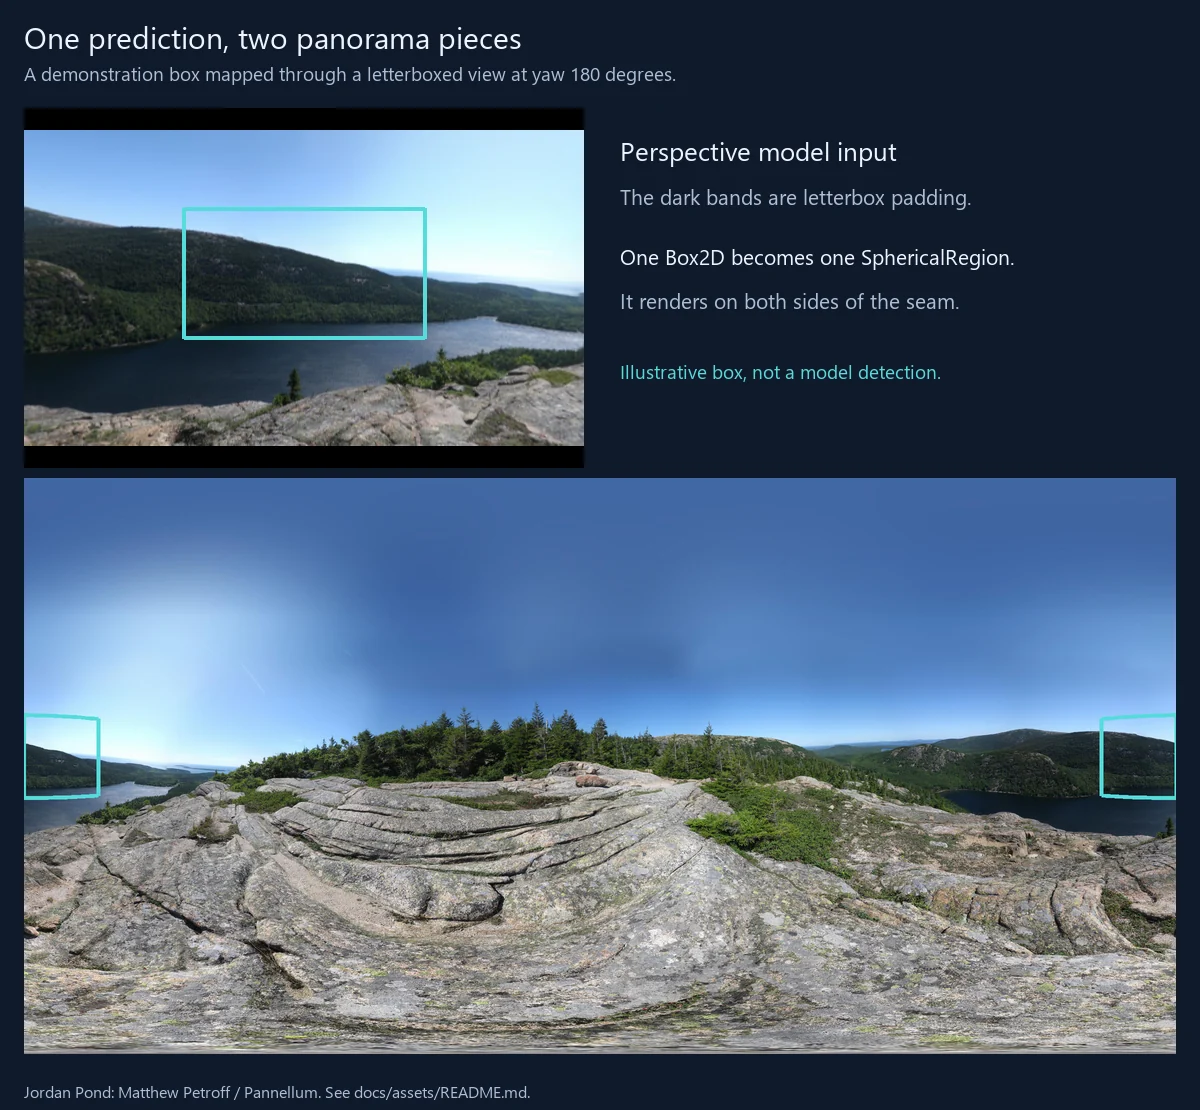 One prediction, two panorama pieces
A demonstration box mapped through a letterboxed view at yaw 180 degrees.
Perspective model input
The dark bands are letterbox padding.
One Box2D becomes one SphericalRegion.
It renders on both sides of the seam.
Illustrative box, not a model detection.
Jordan Pond: Matthew Petroff / Pannellum. See docs/assets/README.md.